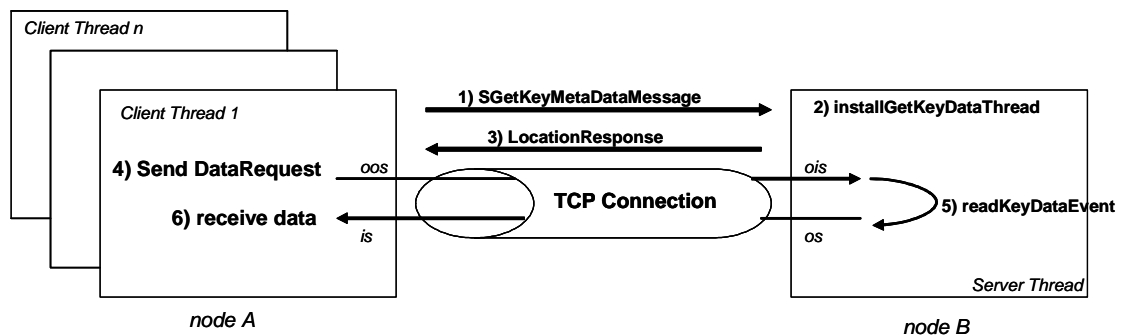 Client Thread n
Client Thread 1
1) SGetKeyMetaDataMessage
2) installGetKeyDataThread
3) LocationResponse
4) Send DataRequest
oos
TCP Connection
ois
5) readKeyDataEvent
6) receive data
is
os
Server Thread
node A
node B